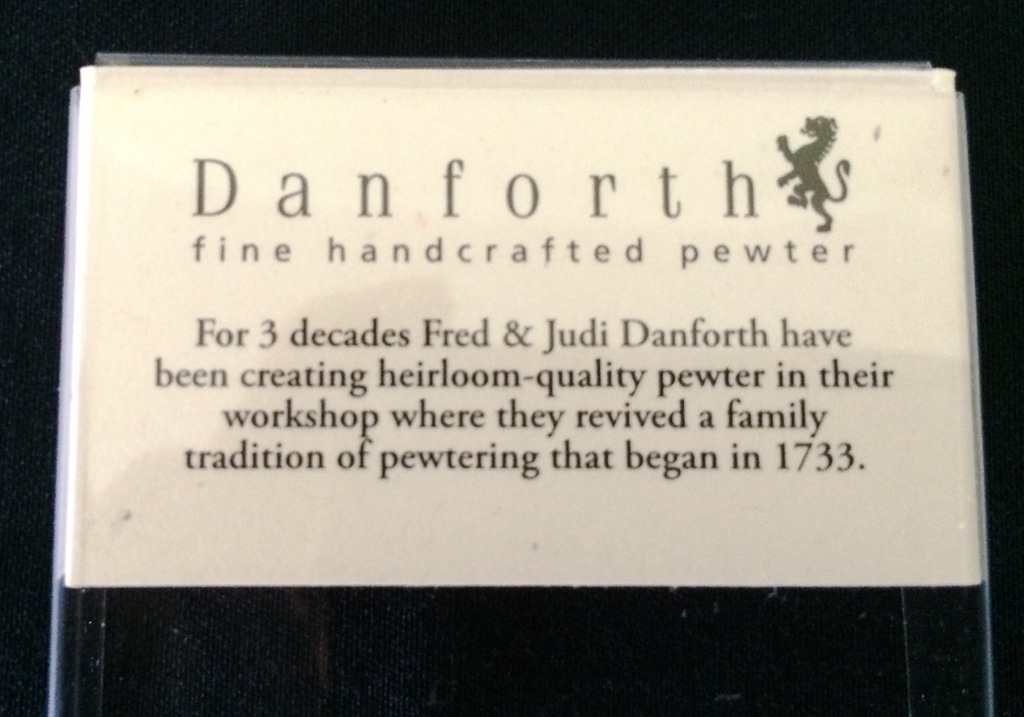 Danforth
fine handcrafted pewter
For 3 decades Fred & Judi Danforth have
been creating heirloom-quality pewter in their
workshop where they revived a family
tradition of pewtering that began in 1733.